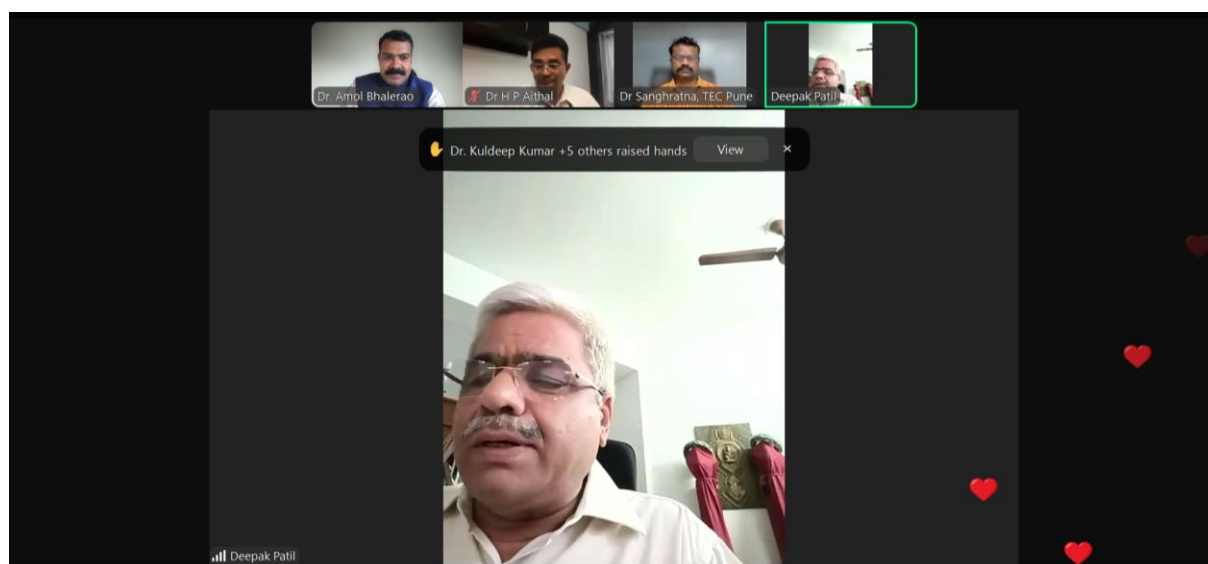 Dr. Amol Bhalerao
Dr H P Aithal
Dr Sanghratna, TEC Pune
Deepak Patil
Dr. Kuldeep Kumar +5 others raised hands View ×
Deepak Patil